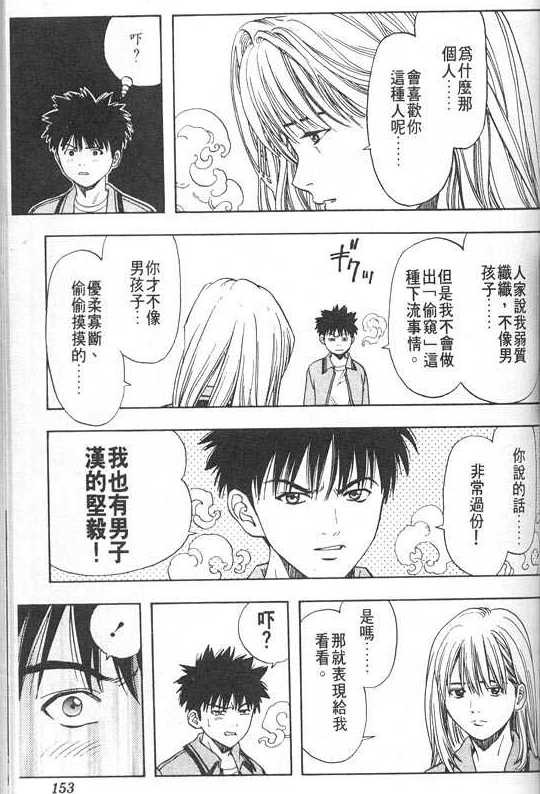 為什麼那
個人……
會喜歡你
這種人呢……
吓？
人家說我弱質
纖纖，不像男
孩子……
但是我不會做
出「偷窺」這
種下流事情。
ギクッ
你才不像
男孩子…
優柔寡斷、
偷偷摸摸的…
你說的話……
非常過份！
我也有男子
漢的堅毅！
是嗎……
那就表現給我
看看。
吓？
！
153